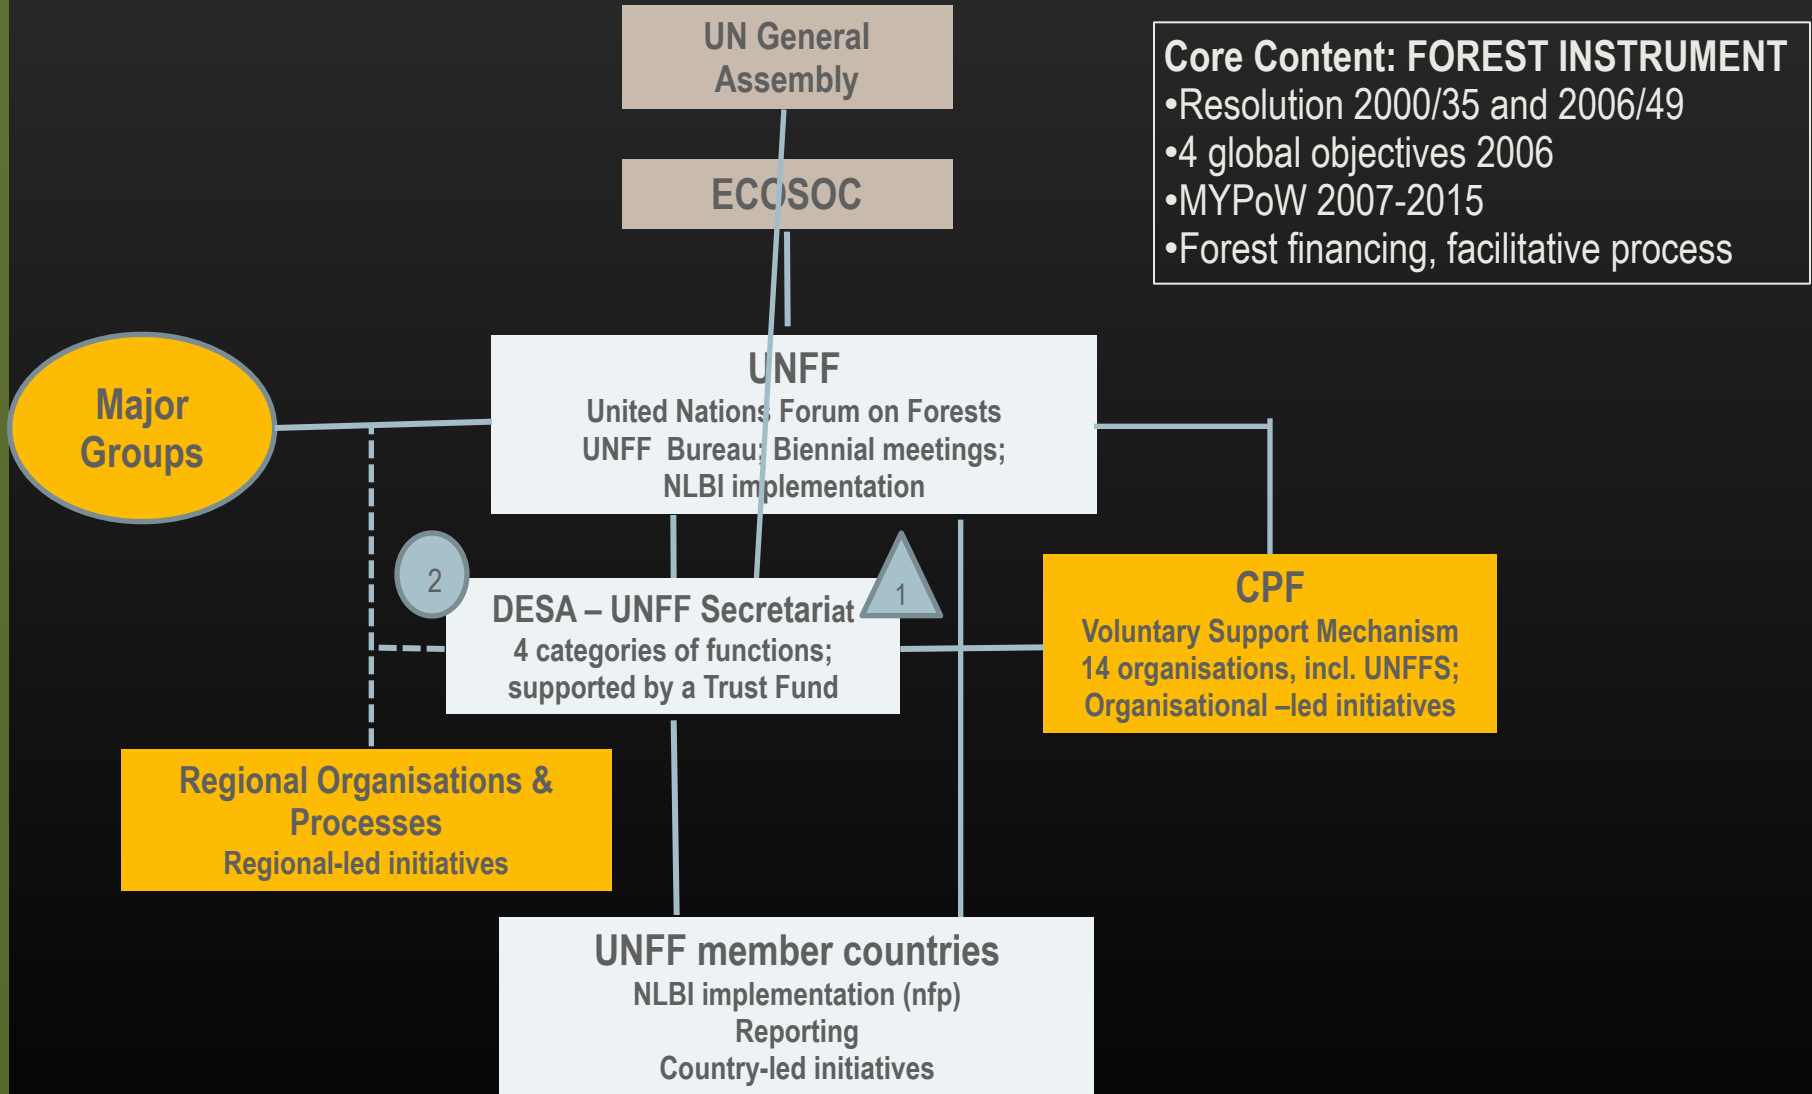 UN General
Assembly
ECOSOC
Core Content: FOREST INSTRUMENT
•Resolution 2000/35 and 2006/49
•4 global objectives 2006
•MYPoW 2007-2015
•Forest financing, facilitative process
Major
Groups
UNFF
United Nations Forum on Forests
UNFF Bureau; Biennial meetings;
NLBI implementation
2
1
DESA – UNFF Secretariat
4 categories of functions;
supported by a Trust Fund
CPF
Voluntary Support Mechanism
14 organisations, incl. UNFFS;
Organisational –led initiatives
Regional Organisations &
Processes
Regional-led initiatives
UNFF member countries
NLBI implementation (nfp)
Reporting
Country-led initiatives